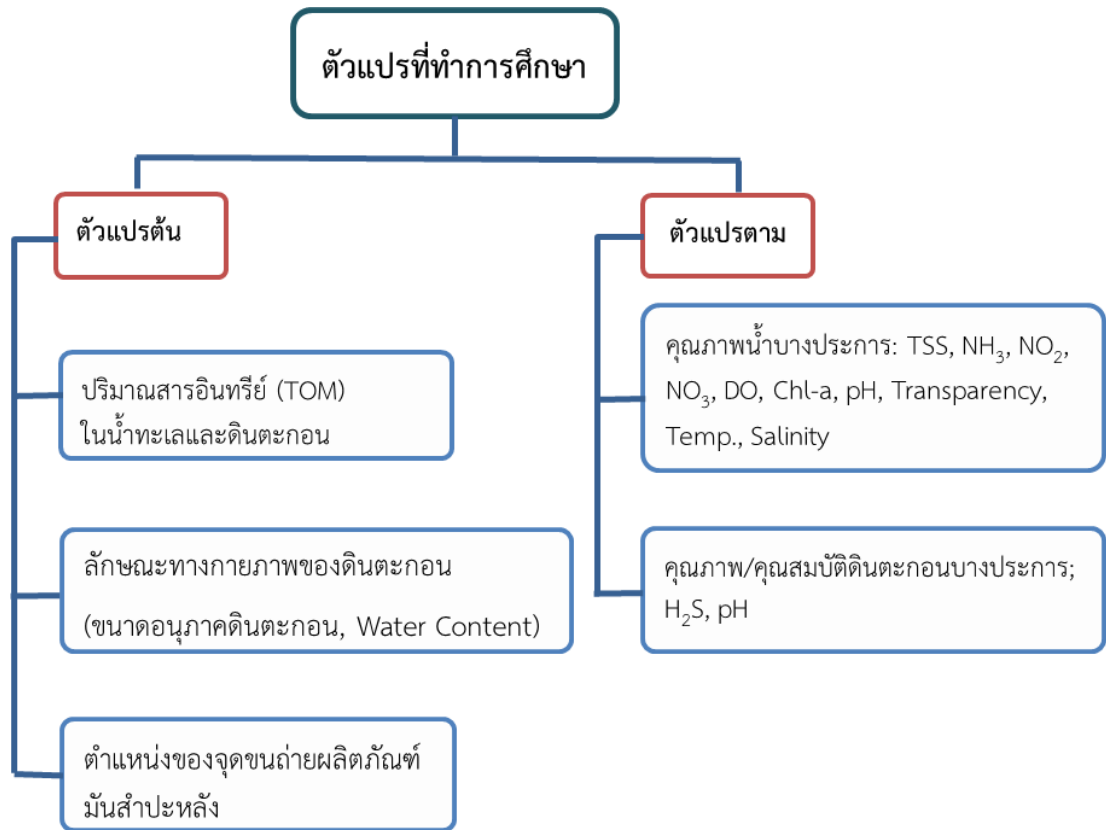 ตัวแปรที่ทำการศึกษา
ตัวแปรต้น
ปริมาณสารอินทรีย์ (TOM)
ในน้ำทะเลและดินตะกอน
ลักษณะทางกายภาพของดินตะกอน
(ขนาดอนุภาคดินตะกอน, Water Content)
ตำแหน่งของจุดขนถ่ายผลิตภัณฑ์
มันสำปะหลัง
ตัวแปรตาม
คุณภาพน้ำบางประการ: TSS, NH₃, NO₂,
NO₃, DO, Chl-a, pH, Transparency,
Temp., Salinity
คุณภาพ/คุณสมบัติดินตะกอนบางประการ;
H₂S, pH